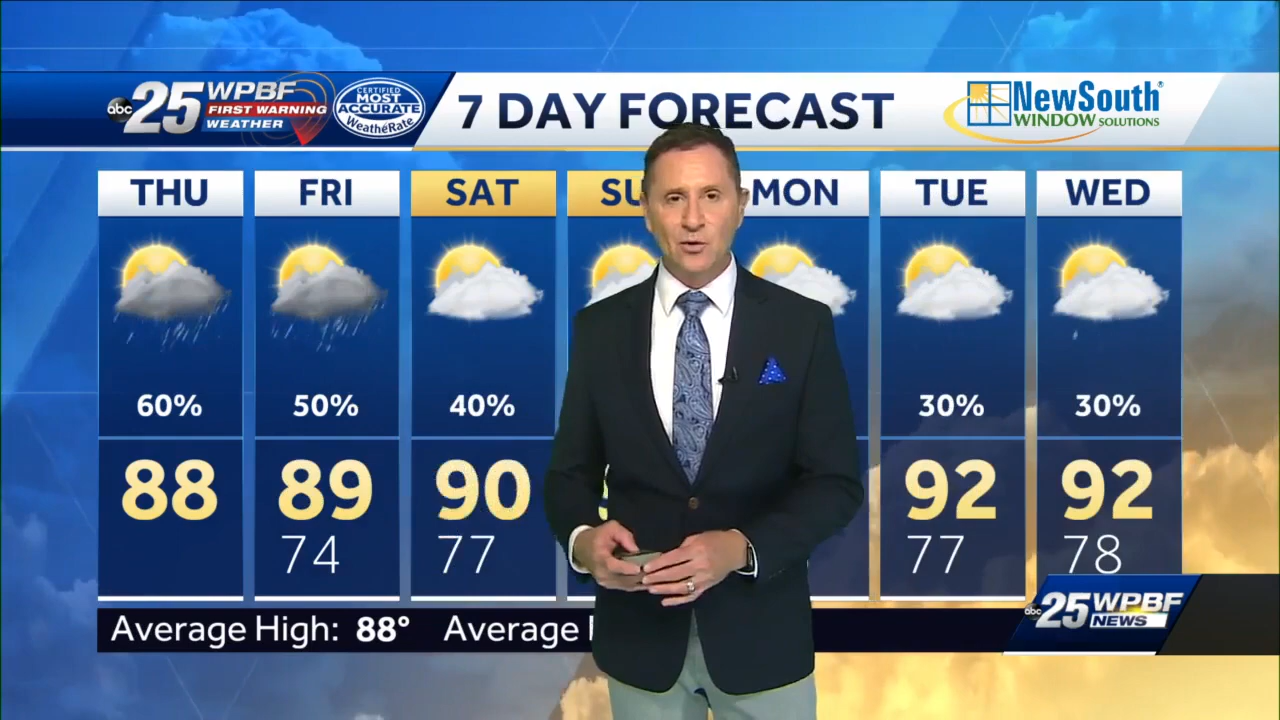 abc 25 WPBF
FIRST WARNING
WEATHER
CERTIFIED
MOST
ACCURATE
WeatheRate
7 DAY FORECAST
NewSouth®
WINDOW SOLUTIONS
THU FRI SAT SU MON TUE WED
60% 50% 40% 30% 30%
88 89 90 92 92
74 77 77 78
Average High: 88° Average
abc 25 WPBF
NEWS